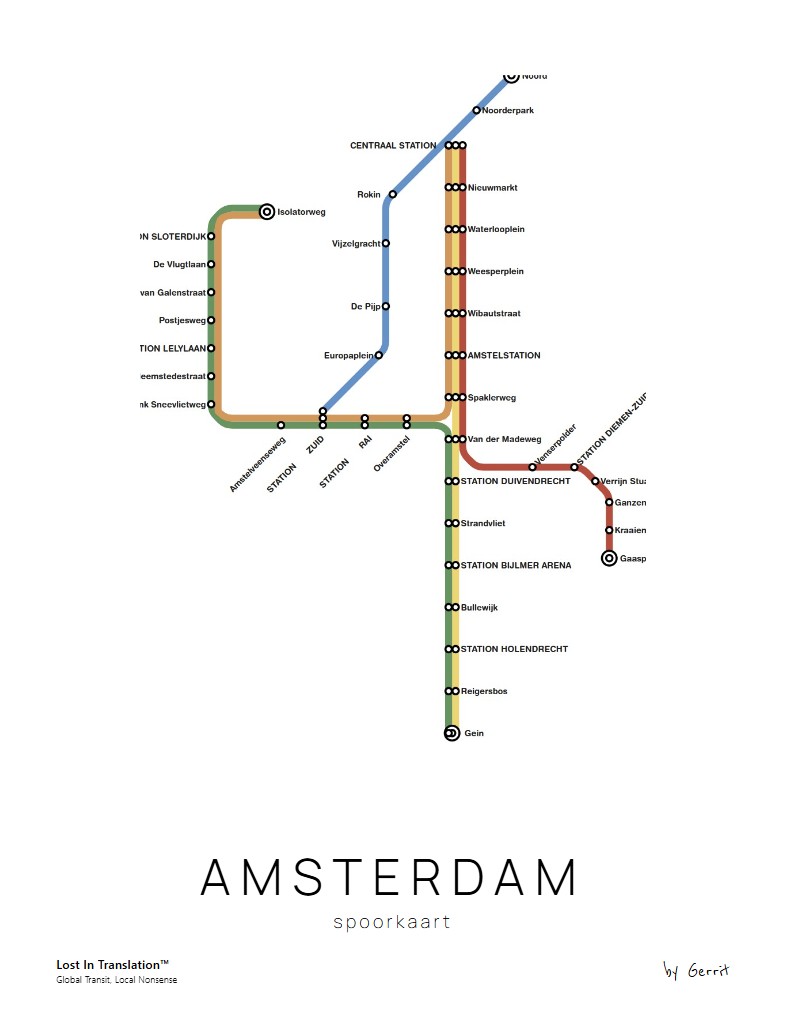 Noord
Noorderpark
CENTRAAL STATION
Rokin
Nieuwmarkt
Isolatorweg
ON SLOTERDIJK
Waterlooplein
Vijzelgracht
De Vlugtlaan
Weesperplein
van Galenstraat
De Pijp
Postjesweg
Wibautstraat
TION LELYLAAN
Europaplein
AMSTELSTATION
eemstedestraat
nk Sneevlietweg
Spaklerweg
STATION DIEMEN-ZUID
Venserpolder
Van der Madeweg
Amstelveenseweg
STATION ZUID
STATION RAI
Overamstel
STATION DUIVENDRECHT
Verrijn Stua
Ganzen
Strandvliet
Kraaien
Gaasp
STATION BIJLMER ARENA
Bullewijk
STATION HOLENDRECHT
Reigersbos
Gein
AMSTERDAM
spoorkaart
Lost In Translation™
Global Transit, Local Nonsense
by Gerrit